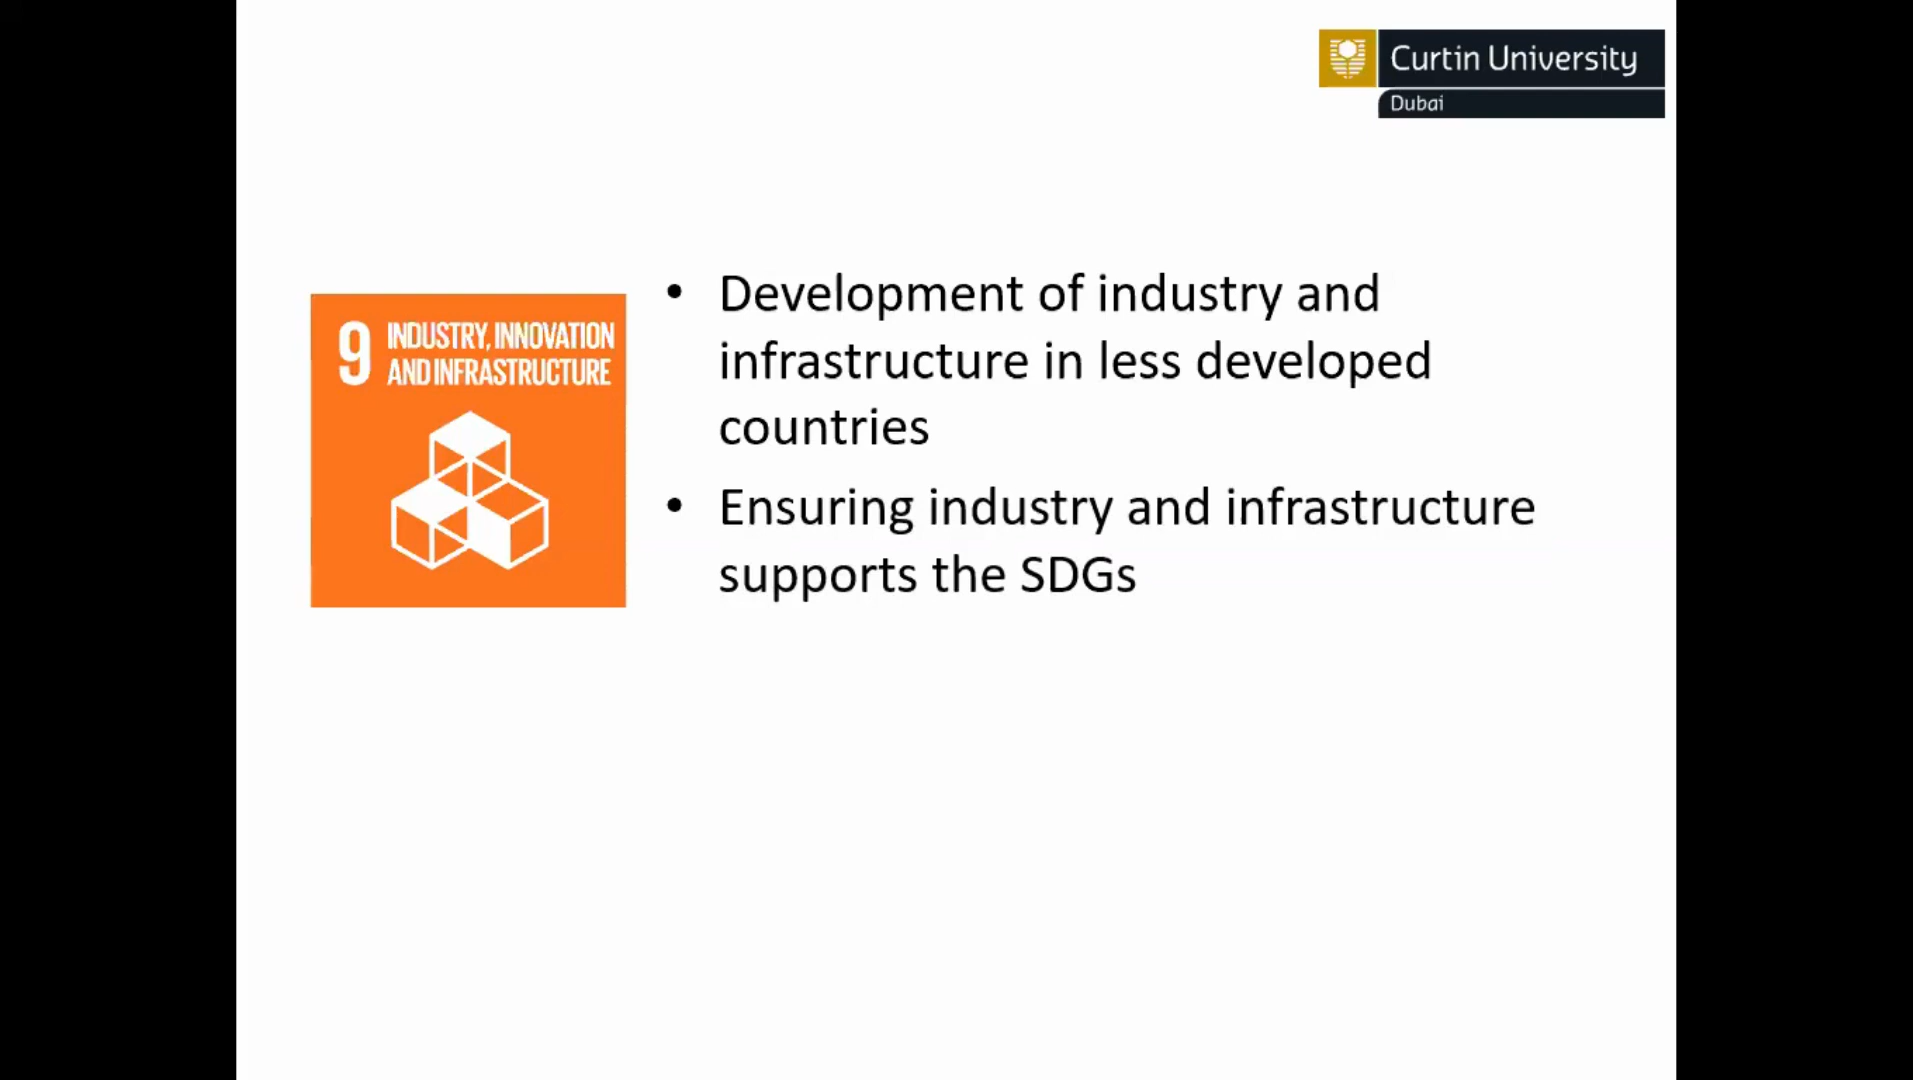 Curtin University
Dubai
9 INDUSTRY, INNOVATION
AND INFRASTRUCTURE
• Development of industry and
infrastructure in less developed
countries
• Ensuring industry and infrastructure
supports the SDGs